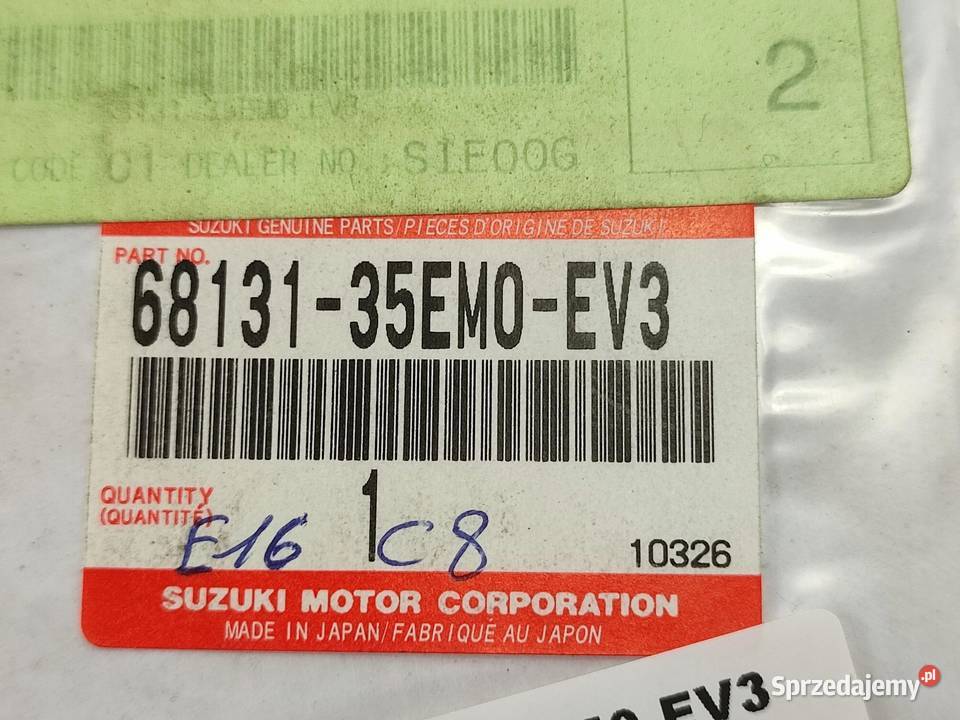 2
CODE C1 DEALER NO. S1E00G
SUZUKI GENUINE PARTS/PIECES D'ORIGINE DE SUZUKI
PART NO.
68131-35EM0-EV3
QUANTITY 1
(QUANTITÉ)
E16 C8
10326
SUZUKI MOTOR CORPORATION
MADE IN JAPAN/FABRIQUÉ AU JAPON
EV3
Sprzedajemy.pl